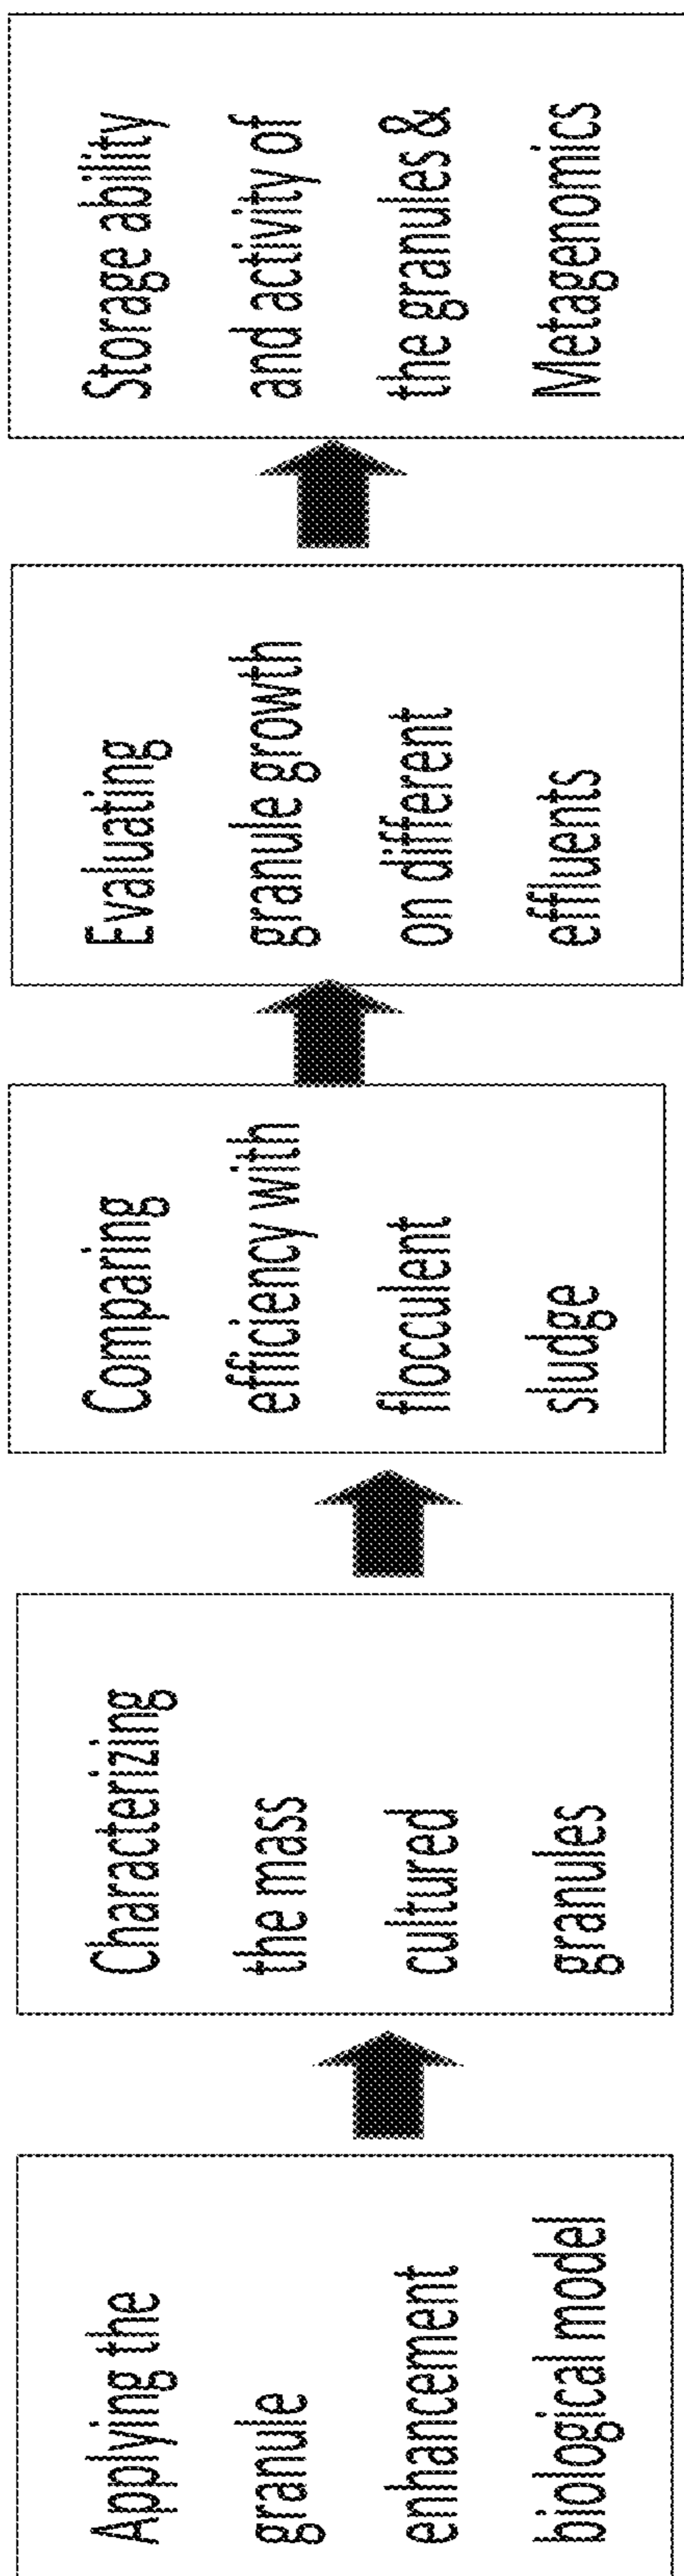 Applying the
granule
enhancement
biological model
Characterizing
the mass
cultured
granules
Comparing
efficiency with
flocculent
sludge
Evaluating
granule growth
on different
effluents
Storage ability
and activity of
the granules &
Metagenomics